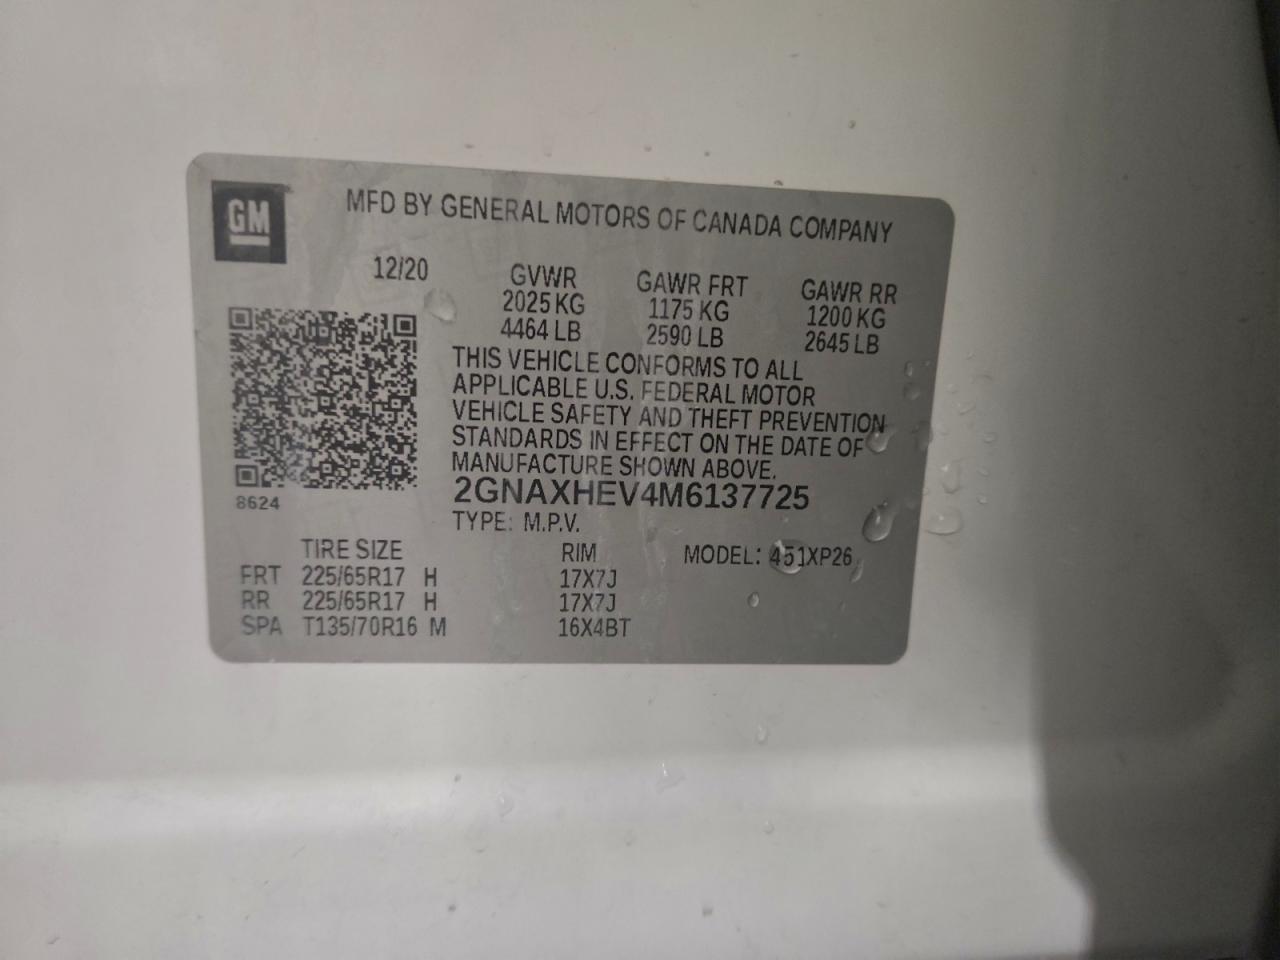 GM
MFD BY GENERAL MOTORS OF CANADA COMPANY
12/20 GVWR GAWR FRT GAWR RR
2025 KG 1175 KG 1200 KG
4464 LB 2590 LB 2645 LB
THIS VEHICLE CONFORMS TO ALL
APPLICABLE U.S. FEDERAL MOTOR
VEHICLE SAFETY AND THEFT PREVENTION
STANDARDS IN EFFECT ON THE DATE OF
MANUFACTURE SHOWN ABOVE.
2GNAXHEV4M6137725
8624
TYPE: M.P.V.
TIRE SIZE RIM MODEL: 451XP26
FRT 225/65R17 H 17X7J
RR 225/65R17 H 17X7J
SPA T135/70R16 M 16X4BT